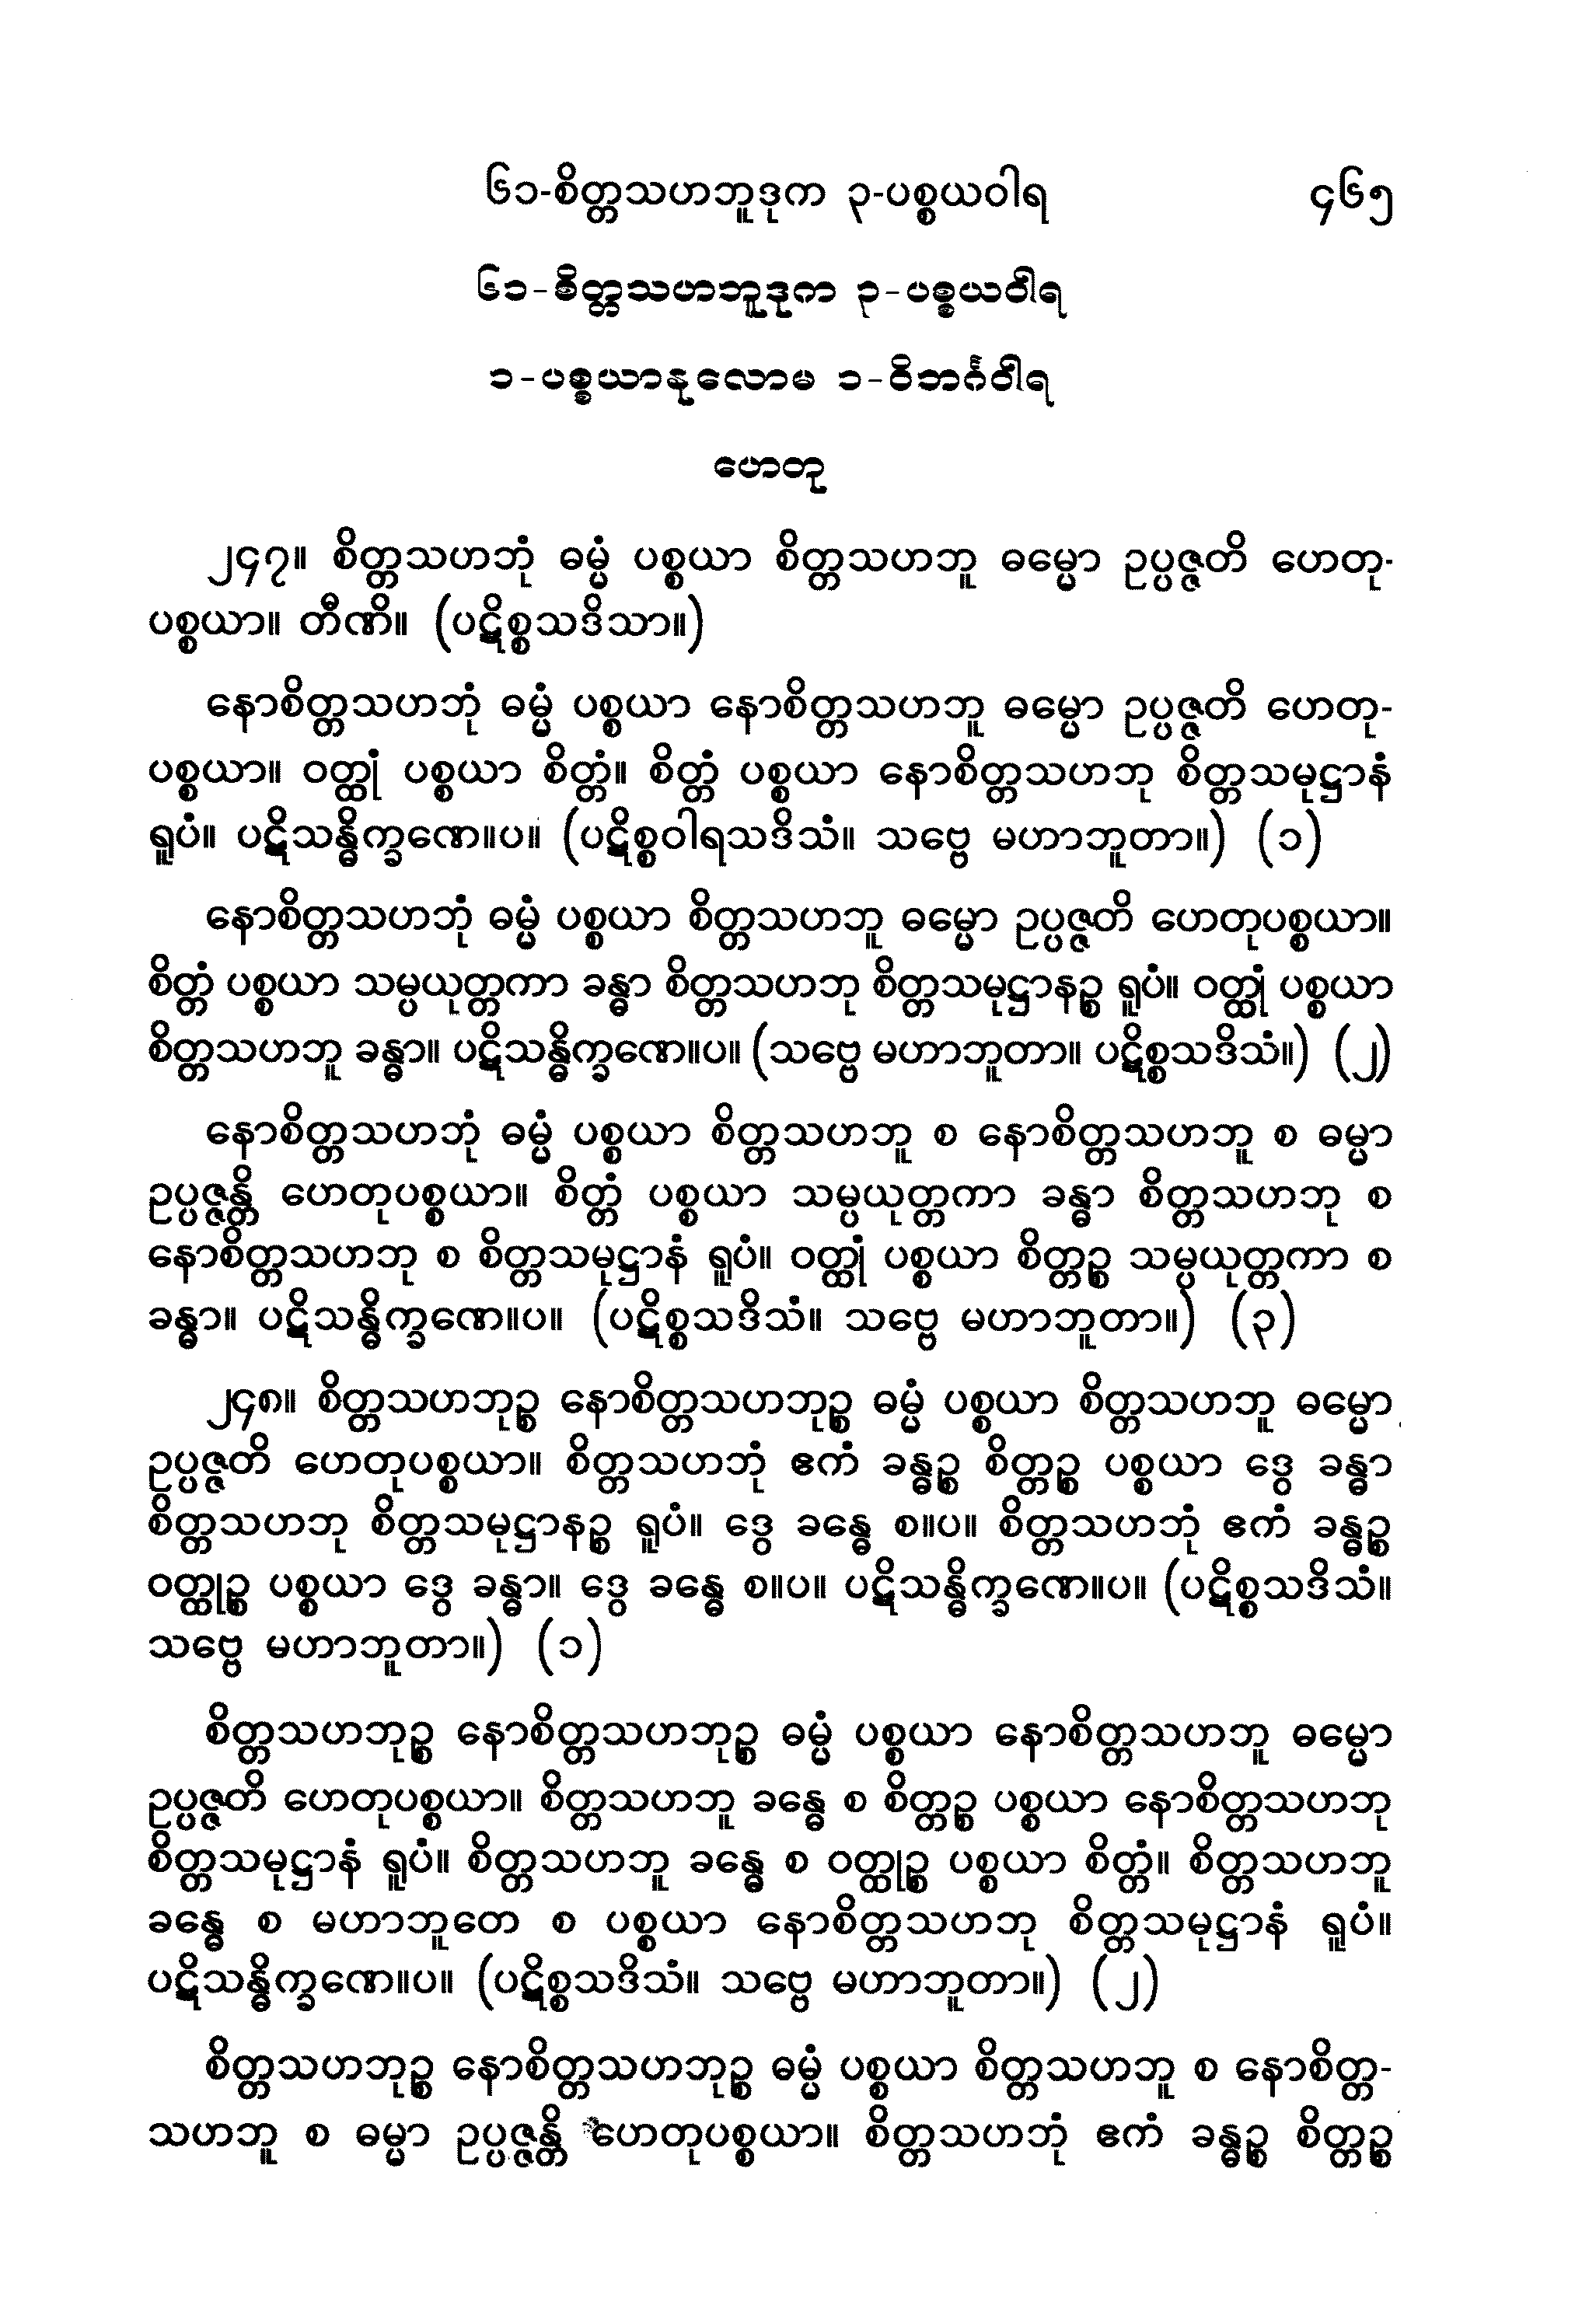 ၆၁-စိတ္တသဟဘူဒုက ၃-ပစ္စယဝါရ ၄၆၅
၆၁-စိတ္တသဟဘူဒုက ၃-ပစ္စယဝါရ
၁-ပစ္စယာနုလောမ ၁-ဝိဘင်္ဂဝါရ
ဟေတု
၂၄၇။ စိတ္တသဟဘုံ ဓမ္မံ ပစ္စယာ စိတ္တသဟဘူ ဓမ္မော ဥပ္ပဇ္ဇတိ ဟေတု-
ပစ္စယာ။ တီဏိ။ (ပဋိစ္စသဒိသာ။)
နောစိတ္တသဟဘုံ ဓမ္မံ ပစ္စယာ နောစိတ္တသဟဘူ ဓမ္မော ဥပ္ပဇ္ဇတိ ဟေတု-
ပစ္စယာ။ ဝတ္ထုံ ပစ္စယာ စိတ္တံ။ စိတ္တံ ပစ္စယာ နောစိတ္တသဟဘု စိတ္တသမုဋ္ဌာနံ
ရူပံ။ ပဋိသန္ဓိက္ခဏေ။ပ။ (ပဋိစ္စဝါရသဒိသံ။ သဗ္ဗေ မဟာဘူတာ။) (၁)
နောစိတ္တသဟဘုံ ဓမ္မံ ပစ္စယာ စိတ္တသဟဘူ ဓမ္မော ဥပ္ပဇ္ဇတိ ဟေတုပစ္စယာ။
စိတ္တံ ပစ္စယာ သမ္ပယုတ္တကာ ခန္ဓာ စိတ္တသဟဘု စိတ္တသမုဋ္ဌာနဉ္စ ရူပံ။ ဝတ္ထုံ ပစ္စယာ
စိတ္တသဟဘူ ခန္ဓာ။ ပဋိသန္ဓိက္ခဏေ။ပ။ (သဗ္ဗေ မဟာဘူတာ။ ပဋိစ္စသဒိသံ။) (၂)
နောစိတ္တသဟဘုံ ဓမ္မံ ပစ္စယာ စိတ္တသဟဘူ စ နောစိတ္တသဟဘူ စ ဓမ္မာ
ဥပ္ပဇ္ဇန္တိ ဟေတုပစ္စယာ။ စိတ္တံ ပစ္စယာ သမ္ပယုတ္တကာ ခန္ဓာ စိတ္တသဟဘု စ
နောစိတ္တသဟဘု စ စိတ္တသမုဋ္ဌာနံ ရူပံ။ ဝတ္ထုံ ပစ္စယာ စိတ္တဉ္စ သမ္ပယုတ္တကာ စ
ခန္ဓာ။ ပဋိသန္ဓိက္ခဏေ။ပ။ (ပဋိစ္စသဒိသံ။ သဗ္ဗေ မဟာဘူတာ။) (၃)
၂၄၈။ စိတ္တသဟဘုဉ္စ နောစိတ္တသဟဘုဉ္စ ဓမ္မံ ပစ္စယာ စိတ္တသဟဘူ ဓမ္မော
ဥပ္ပဇ္ဇတိ ဟေတုပစ္စယာ။ စိတ္တသဟဘုံ ဧကံ ခန္ဓဉ္စ စိတ္တဉ္စ ပစ္စယာ ဒွေ ခန္ဓာ
စိတ္တသဟဘု စိတ္တသမုဋ္ဌာနဉ္စ ရူပံ။ ဒွေ ခန္ဓေ စ။ပ။ စိတ္တသဟဘုံ ဧကံ ခန္ဓဉ္စ
ဝတ္ထုဉ္စ ပစ္စယာ ဒွေ ခန္ဓာ။ ဒွေ ခန္ဓေ စ။ပ။ ပဋိသန္ဓိက္ခဏေ။ပ။ (ပဋိစ္စသဒိသံ။
သဗ္ဗေ မဟာဘူတာ။) (၁)
စိတ္တသဟဘုဉ္စ နောစိတ္တသဟဘုဉ္စ ဓမ္မံ ပစ္စယာ နောစိတ္တသဟဘူ ဓမ္မော
ဥပ္ပဇ္ဇတိ ဟေတုပစ္စယာ။ စိတ္တသဟဘူ ခန္ဓေ စ စိတ္တဉ္စ ပစ္စယာ နောစိတ္တသဟဘု
စိတ္တသမုဋ္ဌာနံ ရူပံ။ စိတ္တသဟဘူ ခန္ဓေ စ ဝတ္ထုဉ္စ ပစ္စယာ စိတ္တံ။ စိတ္တသဟဘူ
ခန္ဓေ စ မဟာဘူတေ စ ပစ္စယာ နောစိတ္တသဟဘု စိတ္တသမုဋ္ဌာနံ ရူပံ။
ပဋိသန္ဓိက္ခဏေ။ပ။ (ပဋိစ္စသဒိသံ။ သဗ္ဗေ မဟာဘူတာ။) (၂)
စိတ္တသဟဘုဉ္စ နောစိတ္တသဟဘုဉ္စ ဓမ္မံ ပစ္စယာ စိတ္တသဟဘူ စ နောစိတ္တ-
သဟဘူ စ ဓမ္မာ ဥပ္ပဇ္ဇန္တိ ဟေတုပစ္စယာ။ စိတ္တသဟဘုံ ဧကံ ခန္ဓဉ္စ စိတ္တဉ္စ